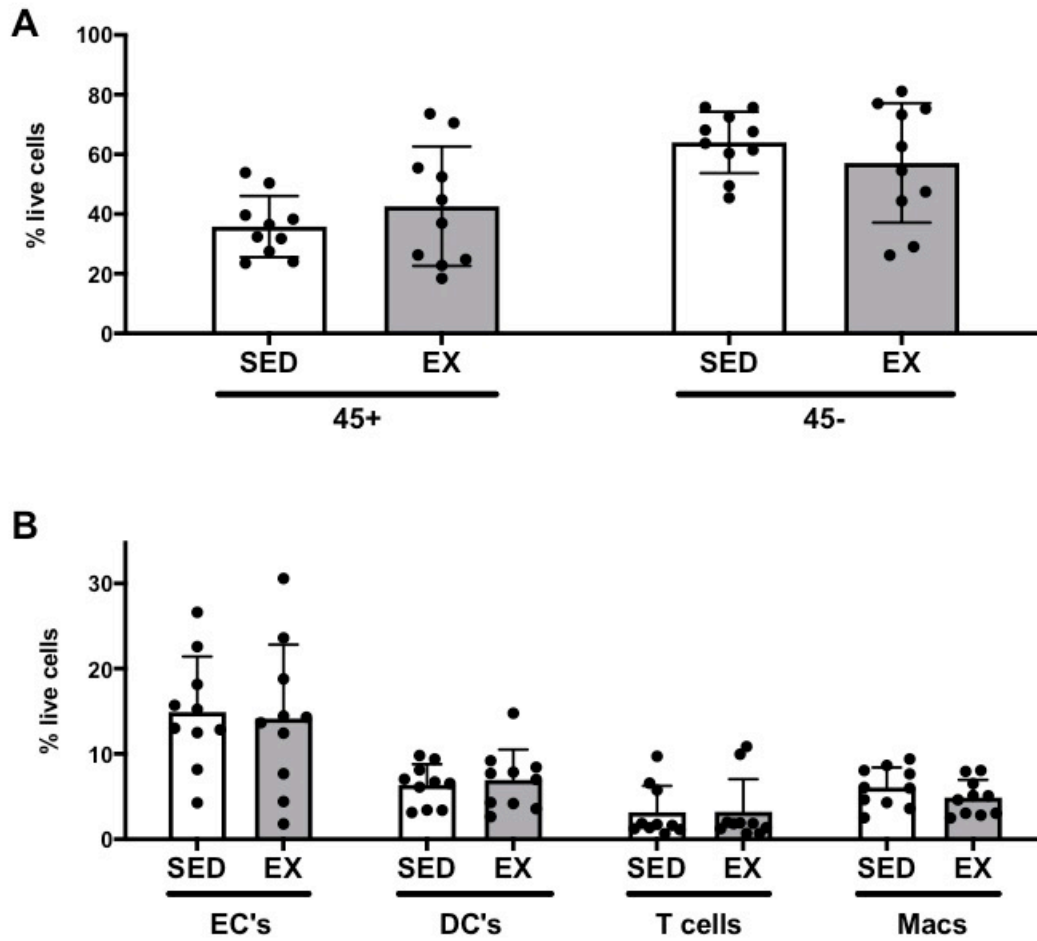 A
100
80
60
40
20
0
% live cells
SED EX SED EX
45+ 45-
B
30
20
10
0
% live cells
SED EX SED EX SED EX SED EX
EC's DC's T cells Macs